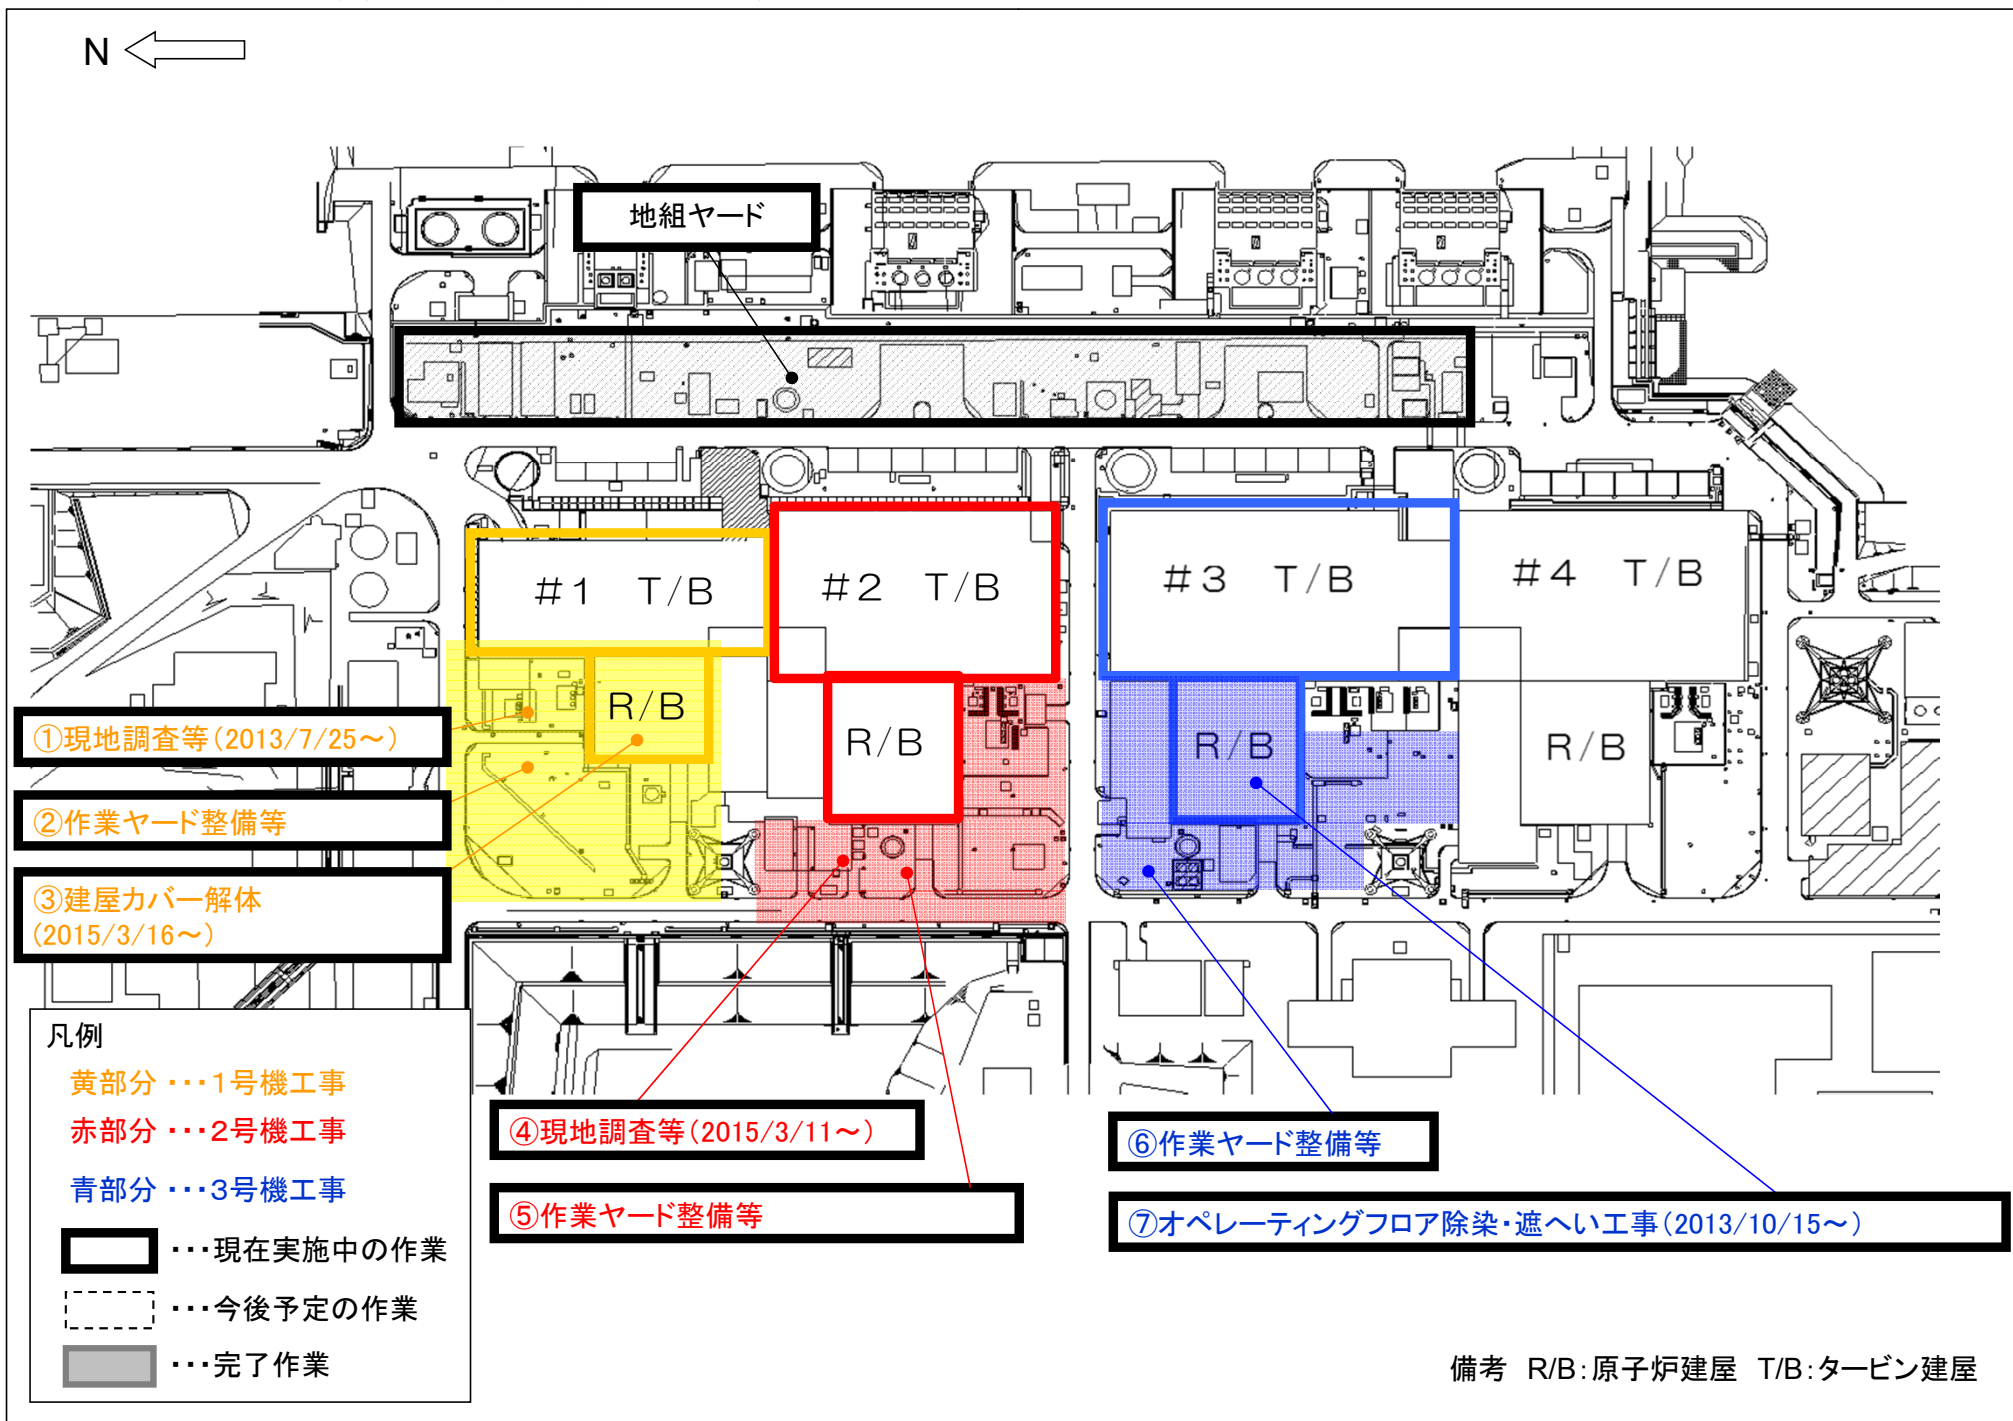 N
地組ヤード
#1 T/B
#2 T/B
#3 T/B
#4 T/B
R/B
R/B
R/B
R/B
①現地調査等(2013/7/25～)
②作業ヤード整備等
③建屋カバー解体
(2015/3/16～)
④現地調査等(2015/3/11～)
⑤作業ヤード整備等
⑥作業ヤード整備等
⑦オペレーティングフロア除染・遮へい工事(2013/10/15～)
凡例
黄部分 ・・・1号機工事
赤部分 ・・・2号機工事
青部分 ・・・3号機工事
・・・現在実施中の作業
・・・今後予定の作業
・・・完了作業
備考 R/B:原子炉建屋 T/B:タービン建屋